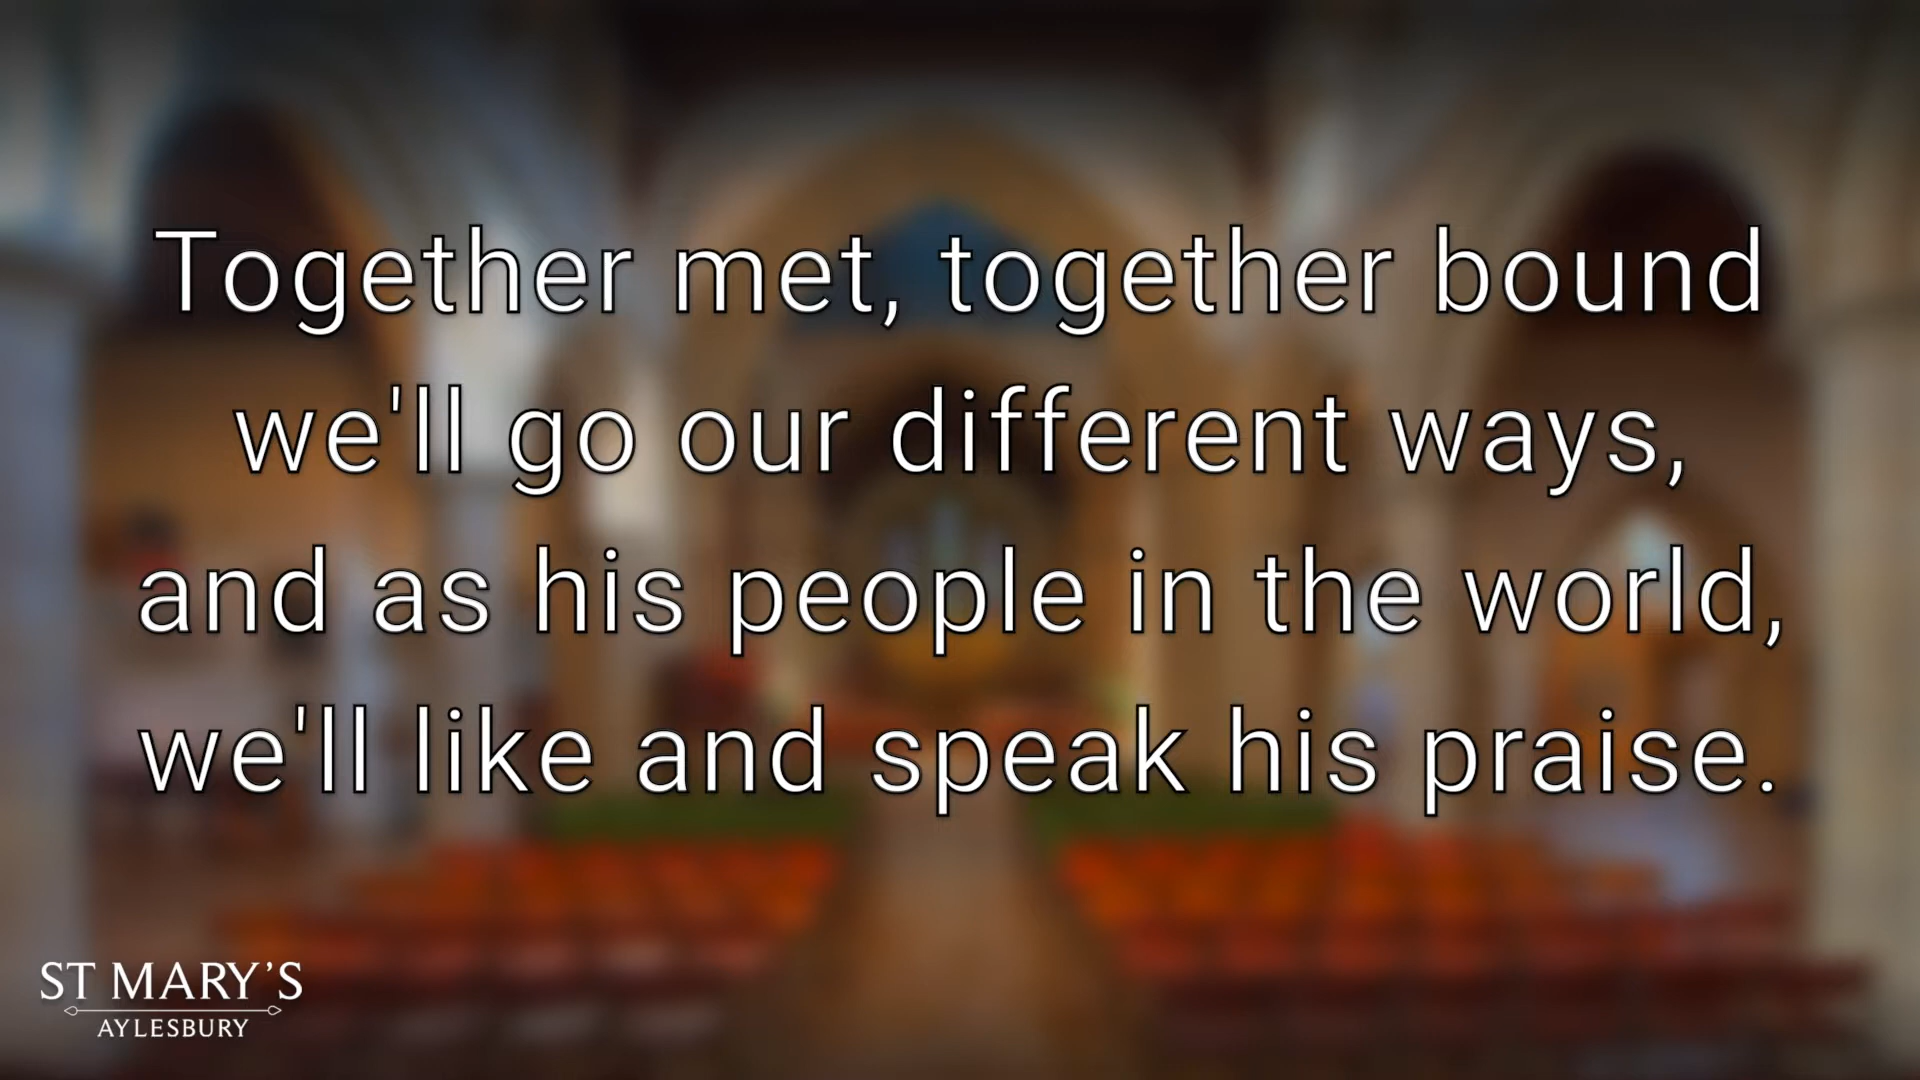 Together met, together bound
we'll go our different ways,
and as his people in the world,
we'll like and speak his praise.
ST MARY'S
AYLESBURY